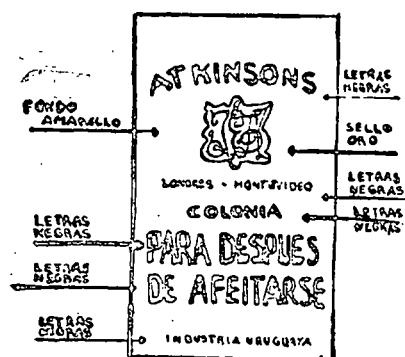 ATKINSONS
LETRAS
NEGRAS
FONDO
AMARILLO
SELLO
ORO
LONDRES - MONTEVIDEO
LETRAS
NEGRAS
COLONIA
LETRAS
NEGRAS
LETRAS
NEGRAS
PARA DESPUES
DE AFEITARSE
LETRAS
NEGRAS
LETRAS
INDUSTRIA URUGUAYA